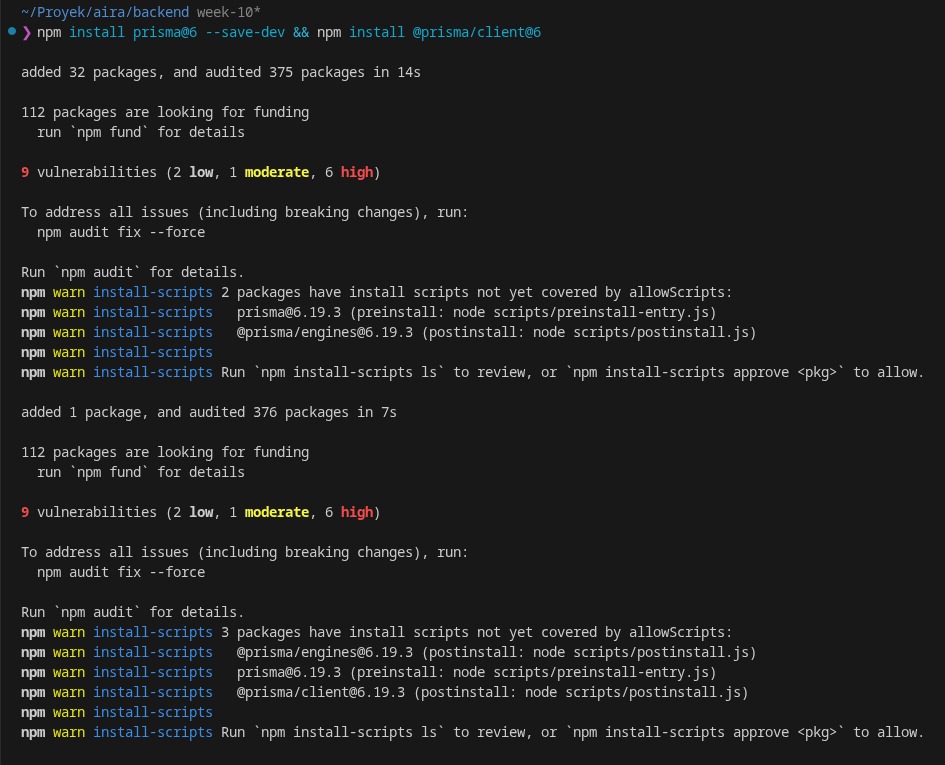 ~/Proyek/aira/backend week-10*
❯ npm install prisma@6 --save-dev && npm install @prisma/client@6
added 32 packages, and audited 375 packages in 14s
112 packages are looking for funding
  run `npm fund` for details
9 vulnerabilities (2 low, 1 moderate, 6 high)
To address all issues (including breaking changes), run:
  npm audit fix --force
Run `npm audit` for details.
npm warn install-scripts 2 packages have install scripts not yet covered by allowScripts:
npm warn install-scripts   prisma@6.19.3 (preinstall: node scripts/preinstall-entry.js)
npm warn install-scripts   @prisma/engines@6.19.3 (postinstall: node scripts/postinstall.js)
npm warn install-scripts
npm warn install-scripts Run `npm install-scripts ls` to review, or `npm install-scripts approve <pkg>` to allow.
added 1 package, and audited 376 packages in 7s
112 packages are looking for funding
  run `npm fund` for details
9 vulnerabilities (2 low, 1 moderate, 6 high)
To address all issues (including breaking changes), run:
  npm audit fix --force
Run `npm audit` for details.
npm warn install-scripts 3 packages have install scripts not yet covered by allowScripts:
npm warn install-scripts   @prisma/engines@6.19.3 (postinstall: node scripts/postinstall.js)
npm warn install-scripts   prisma@6.19.3 (preinstall: node scripts/preinstall-entry.js)
npm warn install-scripts   @prisma/client@6.19.3 (postinstall: node scripts/postinstall.js)
npm warn install-scripts
npm warn install-scripts Run `npm install-scripts ls` to review, or `npm install-scripts approve <pkg>` to allow.